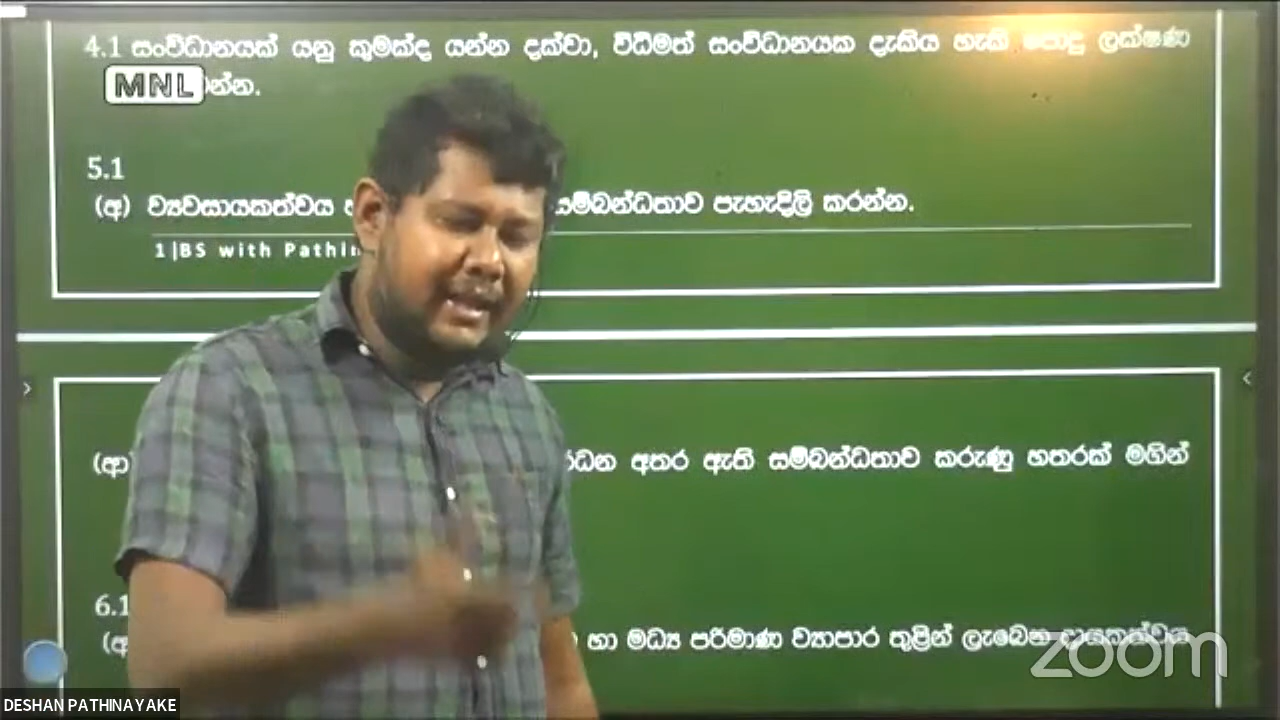 4.1 සංවිධානයක් යනු කුමක්ද යන්න දක්වා, විධිමත් සංවිධානයක දැකිය හැකි පොදු ලක්ෂණ
MNL
5.1
(අ) ව්‍යවසායකත්වය සම්බන්ධතාව පැහැදිලි කරන්න.
1|BS with
(ආ) අතර ඇති සම්බන්ධතාව කරුණු හතරක් මගින්
6.1
හා මධ්‍ය පරිමාණ ව්‍යාපාර තුළින් ලැබෙන දායකත්වය
zoom
DESHAN PATHINAYAKE